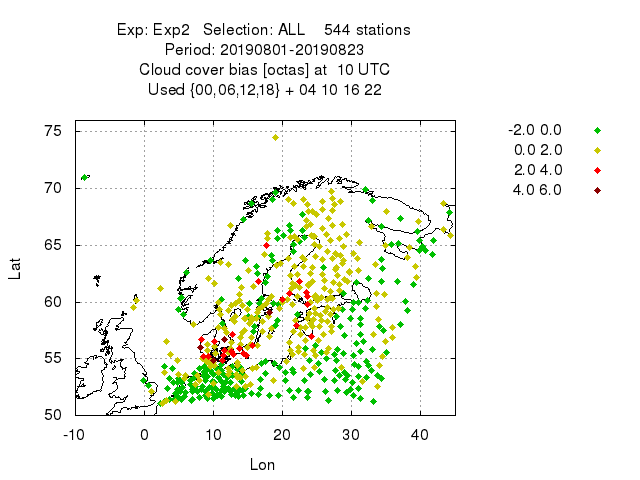 Exp: Exp2 Selection: ALL 544 stations
Period: 20190801-20190823
Cloud cover bias [octas] at 10 UTC
Used {00,06,12,18} + 04 10 16 22
-2.0 0.0
0.0 2.0
2.0 4.0
4.0 6.0
75
70
65
60
55
50
Lat
-10 0 10 20 30 40
Lon